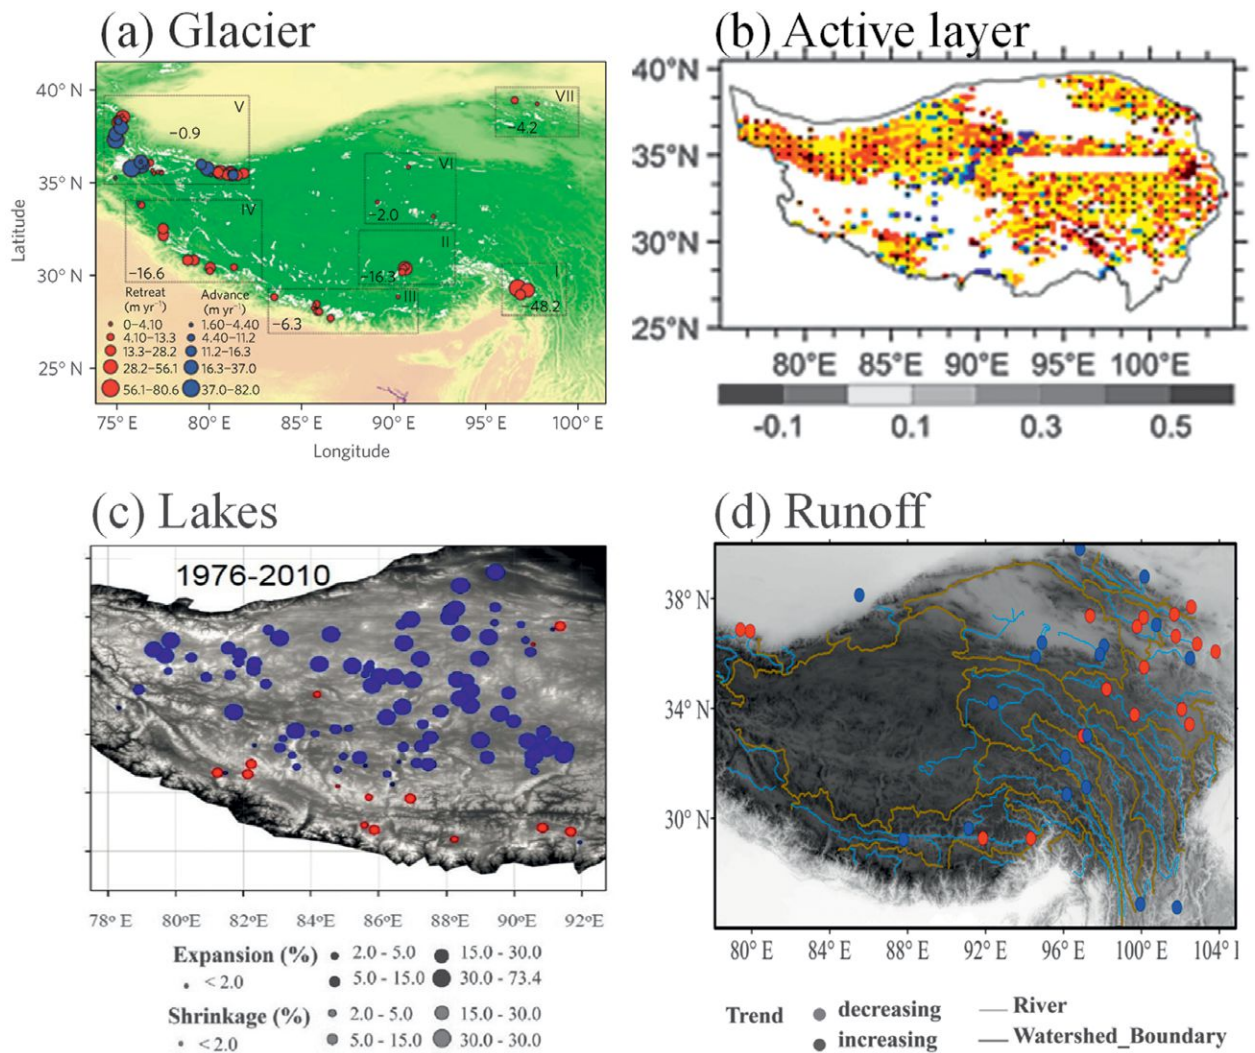 (a) Glacier
40° N
35° N
30° N
25° N
Latitude
V
−0.9
VII
−4.2
VI
−2.0
IV
−16.6
II
−16.3
I
−48.2
III
−6.3
Retreat Advance
(m yr⁻¹) (m yr⁻¹)
0–4.10 1.60–4.40
4.10–13.3 4.40–11.2
13.3–28.2 11.2–16.3
28.2–56.1 16.3–37.0
56.1–80.6 37.0–82.0
75° E 80° E 85° E 90° E 95° E 100° E
Longitude
(b) Active layer
40°N
35°N
30°N
25°N
80°E 85°E 90°E 95°E 100°E
-0.1 0.1 0.3 0.5
(c) Lakes
1976-2010
78° E 80°E 82°E 84°E 86°E 88°E 90°E 92°E
Expansion (%) 2.0 - 5.0 15.0 - 30.0
< 2.0 5.0 - 15.0 30.0 - 73.4
Shrinkage (%) 2.0 - 5.0 15.0 - 30.0
< 2.0 5.0 - 15.0 30.0 - 30.0
(d) Runoff
38° N
34° N
30° N
80° E 84° E 88° E 92° E 96° E 100° E 104° I
Trend decreasing River
increasing Watershed_Boundary